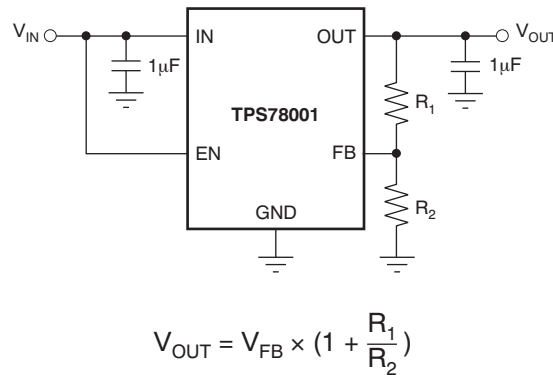 V_IN
IN
OUT
V_OUT
1μF
1μF
TPS78001
R_1
EN
FB
R_2
GND
V_OUT = V_FB × (1 + R_1/R_2)